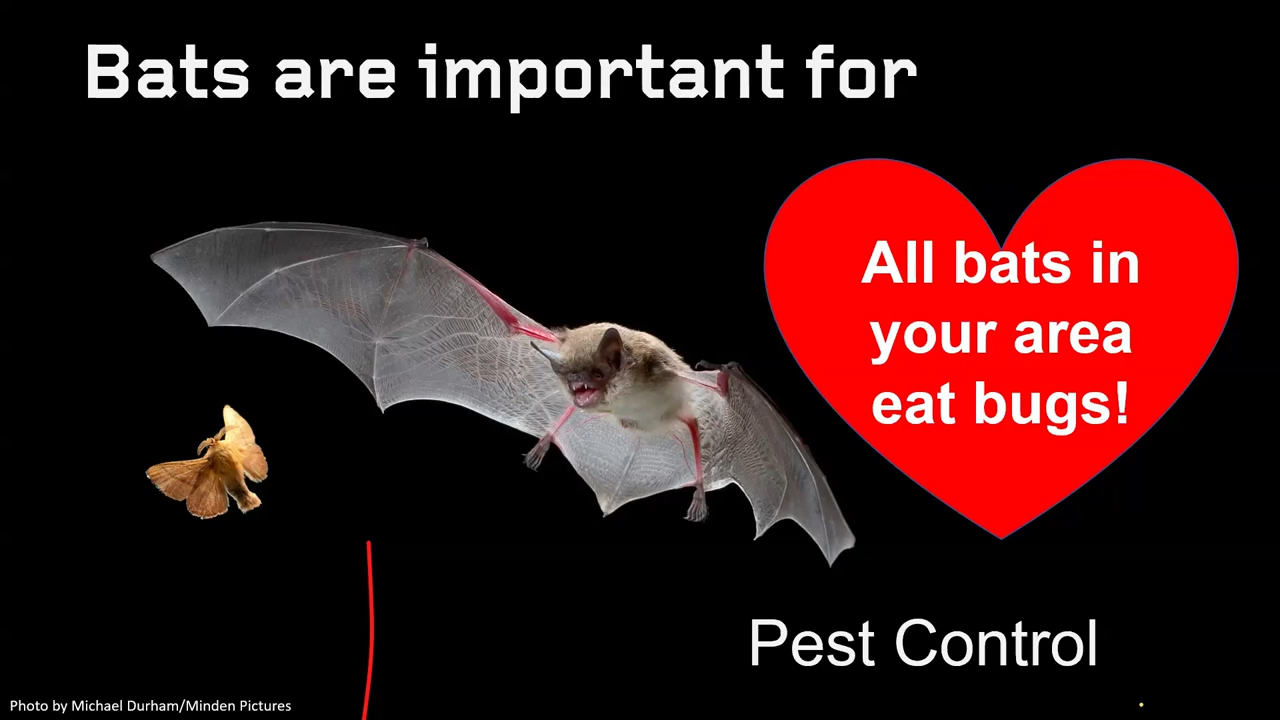 Bats are important for
All bats in
your area
eat bugs!
Pest Control
Photo by Michael Durham/Minden Pictures